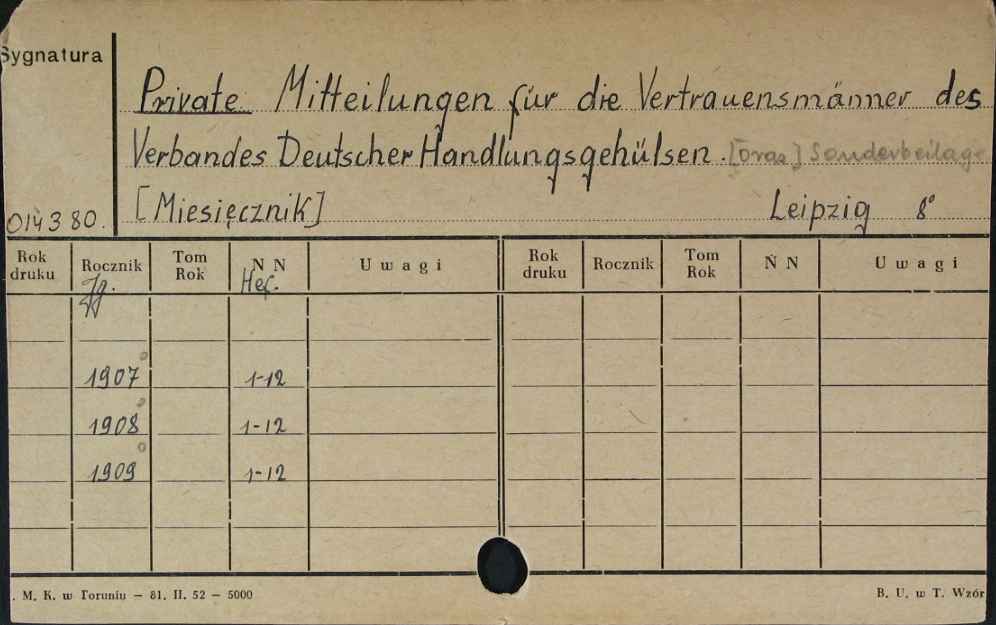 Sygnatura
Private Mitteilungen für die Vertrauensmänner des
Verbandes Deutscher Handlungsgehülsen. [oraz] Sonderbeilage
014380. [Miesięcznik] Leipzig 8°
Rok druku Rocznik Tom Rok N N Uwagi Rok druku Rocznik Tom Rok N N Uwagi
Jg. Hef.
1907 1-12
1908 1-12
1909 1-12
. M. K. w Toruniu — 81. II. 52 — 5000 B. U. w T. Wzór